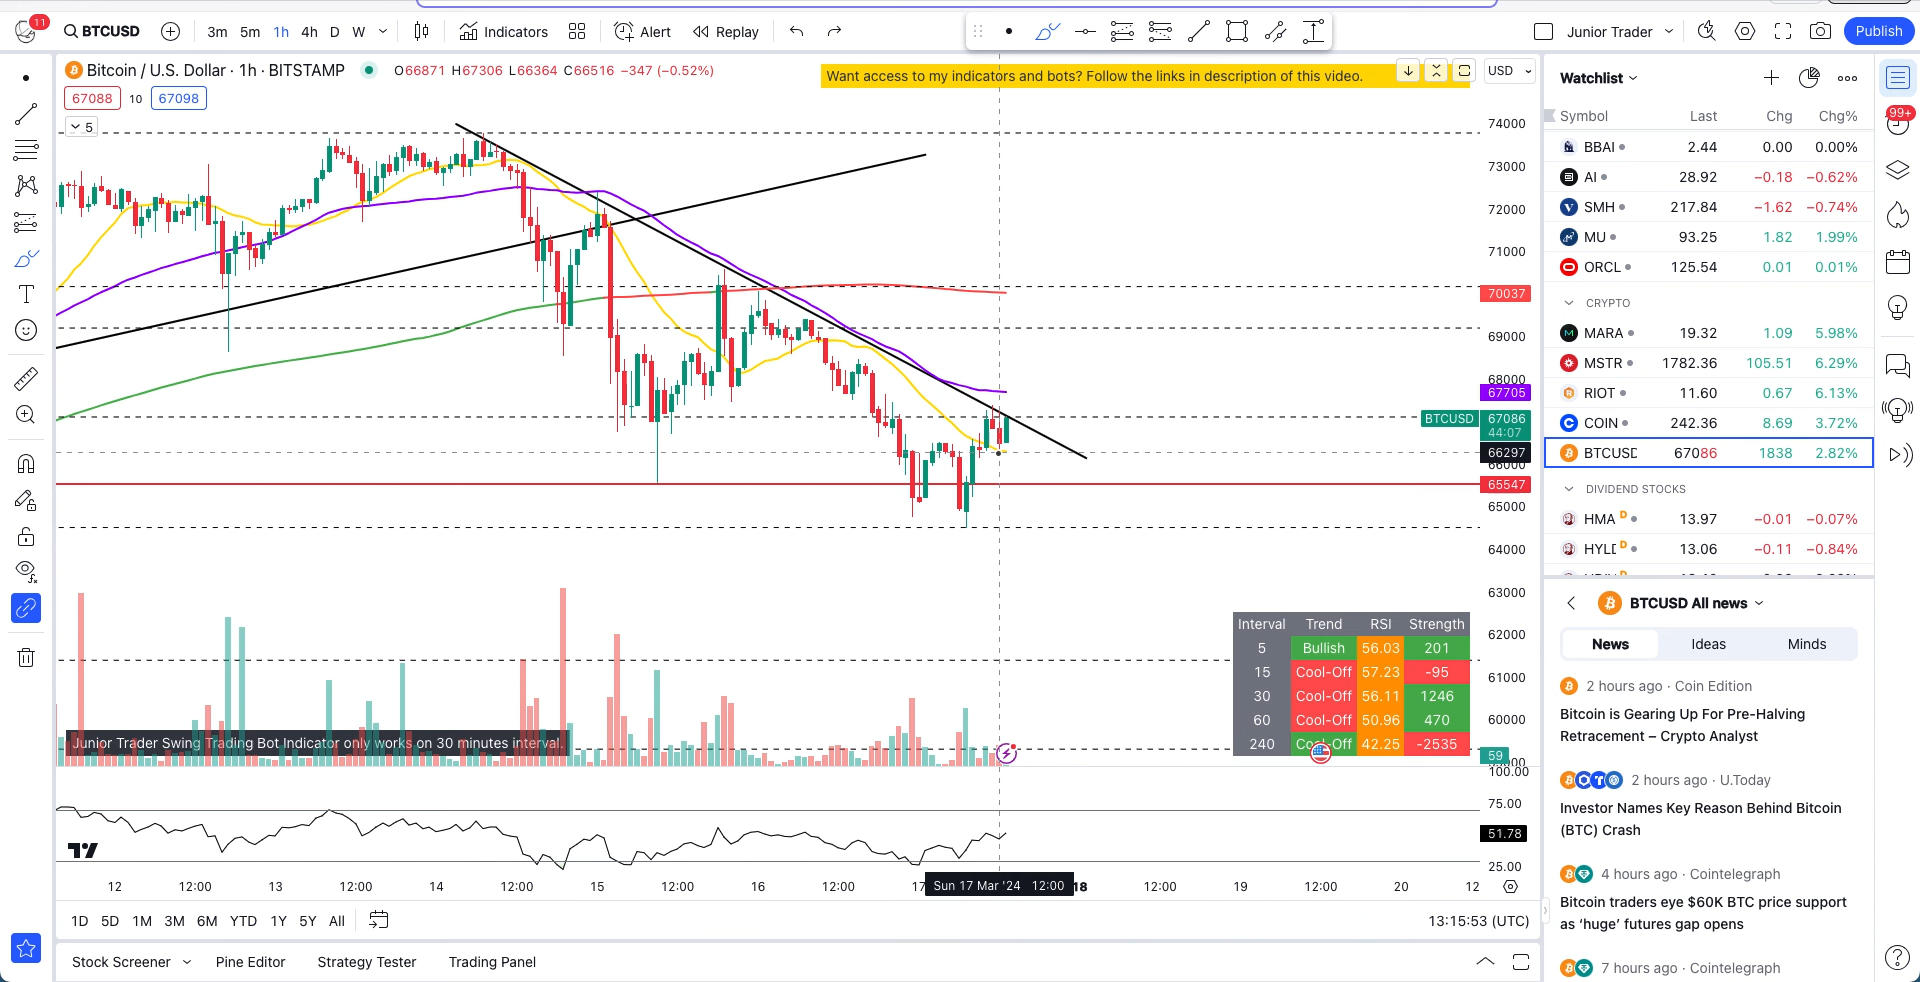 11
BTCUSD
3m 5m 1h 4h D W
Indicators
Alert
Replay
Junior Trader
Publish
Bitcoin / U.S. Dollar · 1h · BITSTAMP
O66871 H67306 L66364 C66516 −347 (−0.52%)
Want access to my indicators and bots? Follow the links in description of this video.
USD
67088 10 67098
5
74000
73000
72000
71000
70037
69000
68000
67705
BTCUSD 67086
44:07
66297
66000
65547
65000
64000
63000
62000
61000
60000
59
100.00
75.00
51.78
25.00
Interval Trend RSI Strength
5 Bullish 56.03 201
15 Cool-Off 57.23 -95
30 Cool-Off 56.11 1246
60 Cool-Off 50.96 470
240 Cool-Off 42.25 -2535
Junior Trader Swing Trading Bot Indicator only works on 30 minutes interval.
12 12:00 13 12:00 14 12:00 15 12:00 16 12:00 17 Sun 17 Mar '24 12:00 18 12:00 19 12:00 20 12
1D 5D 1M 3M 6M YTD 1Y 5Y All
13:15:53 (UTC)
Stock Screener
Pine Editor
Strategy Tester
Trading Panel
Watchlist
Symbol Last Chg Chg%
BBAI 2.44 0.00 0.00%
AI 28.92 −0.18 −0.62%
SMH 217.84 −1.62 −0.74%
MU 93.25 1.82 1.99%
ORCL 125.54 0.01 0.01%
CRYPTO
MARA 19.32 1.09 5.98%
MSTR 1782.36 105.51 6.29%
RIOT 11.60 0.67 6.13%
COIN 242.36 8.69 3.72%
BTCUSD 67086 1838 2.82%
DIVIDEND STOCKS
HMA D 13.97 −0.01 −0.07%
HYLD D 13.06 −0.11 −0.84%
BTCUSD All news
News Ideas Minds
2 hours ago · Coin Edition
Bitcoin is Gearing Up For Pre-Halving
Retracement – Crypto Analyst
2 hours ago · U.Today
Investor Names Key Reason Behind Bitcoin
(BTC) Crash
4 hours ago · Cointelegraph
Bitcoin traders eye $60K BTC price support
as ‘huge’ futures gap opens
7 hours ago · Cointelegraph
99+